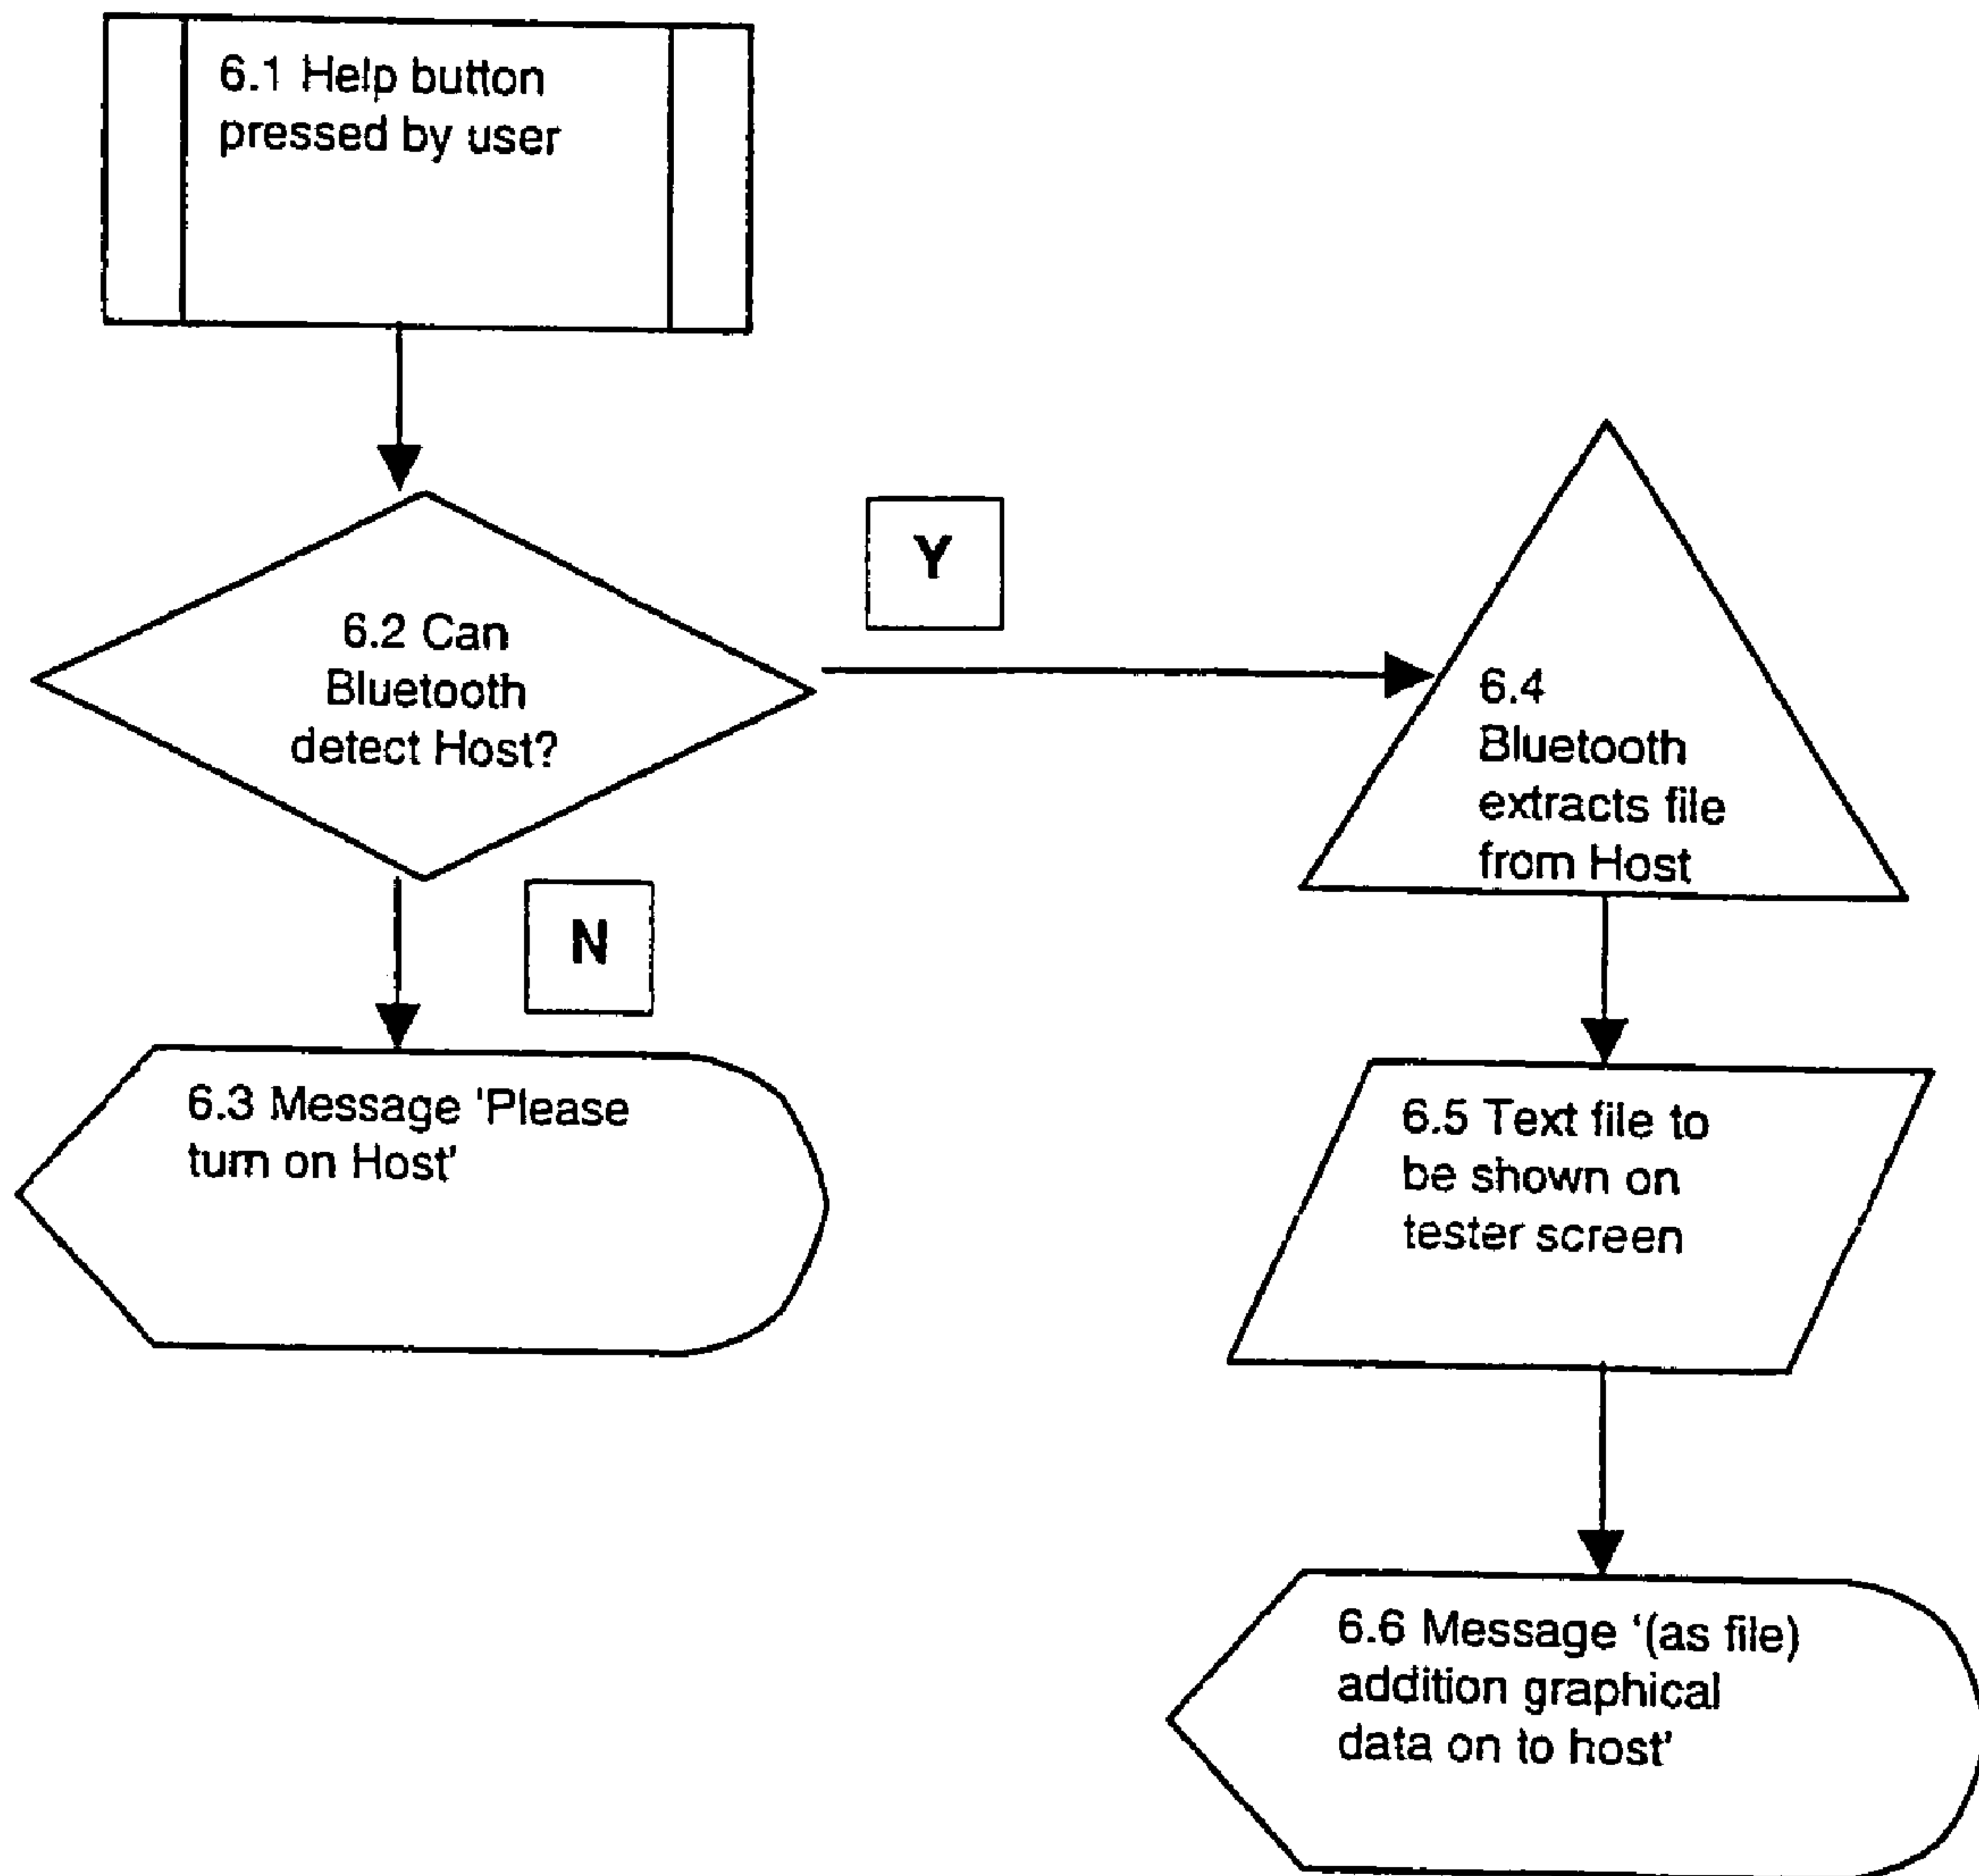 6.1 Help button
pressed by user
6.2 Can
Bluetooth
detect Host?
Y
N
6.3 Message 'Please
turn on Host'
6.4
Bluetooth
extracts file
from Host
6.5 Text file to
be shown on
tester screen
6.6 Message ‘(as file)
addition graphical
data on to host'